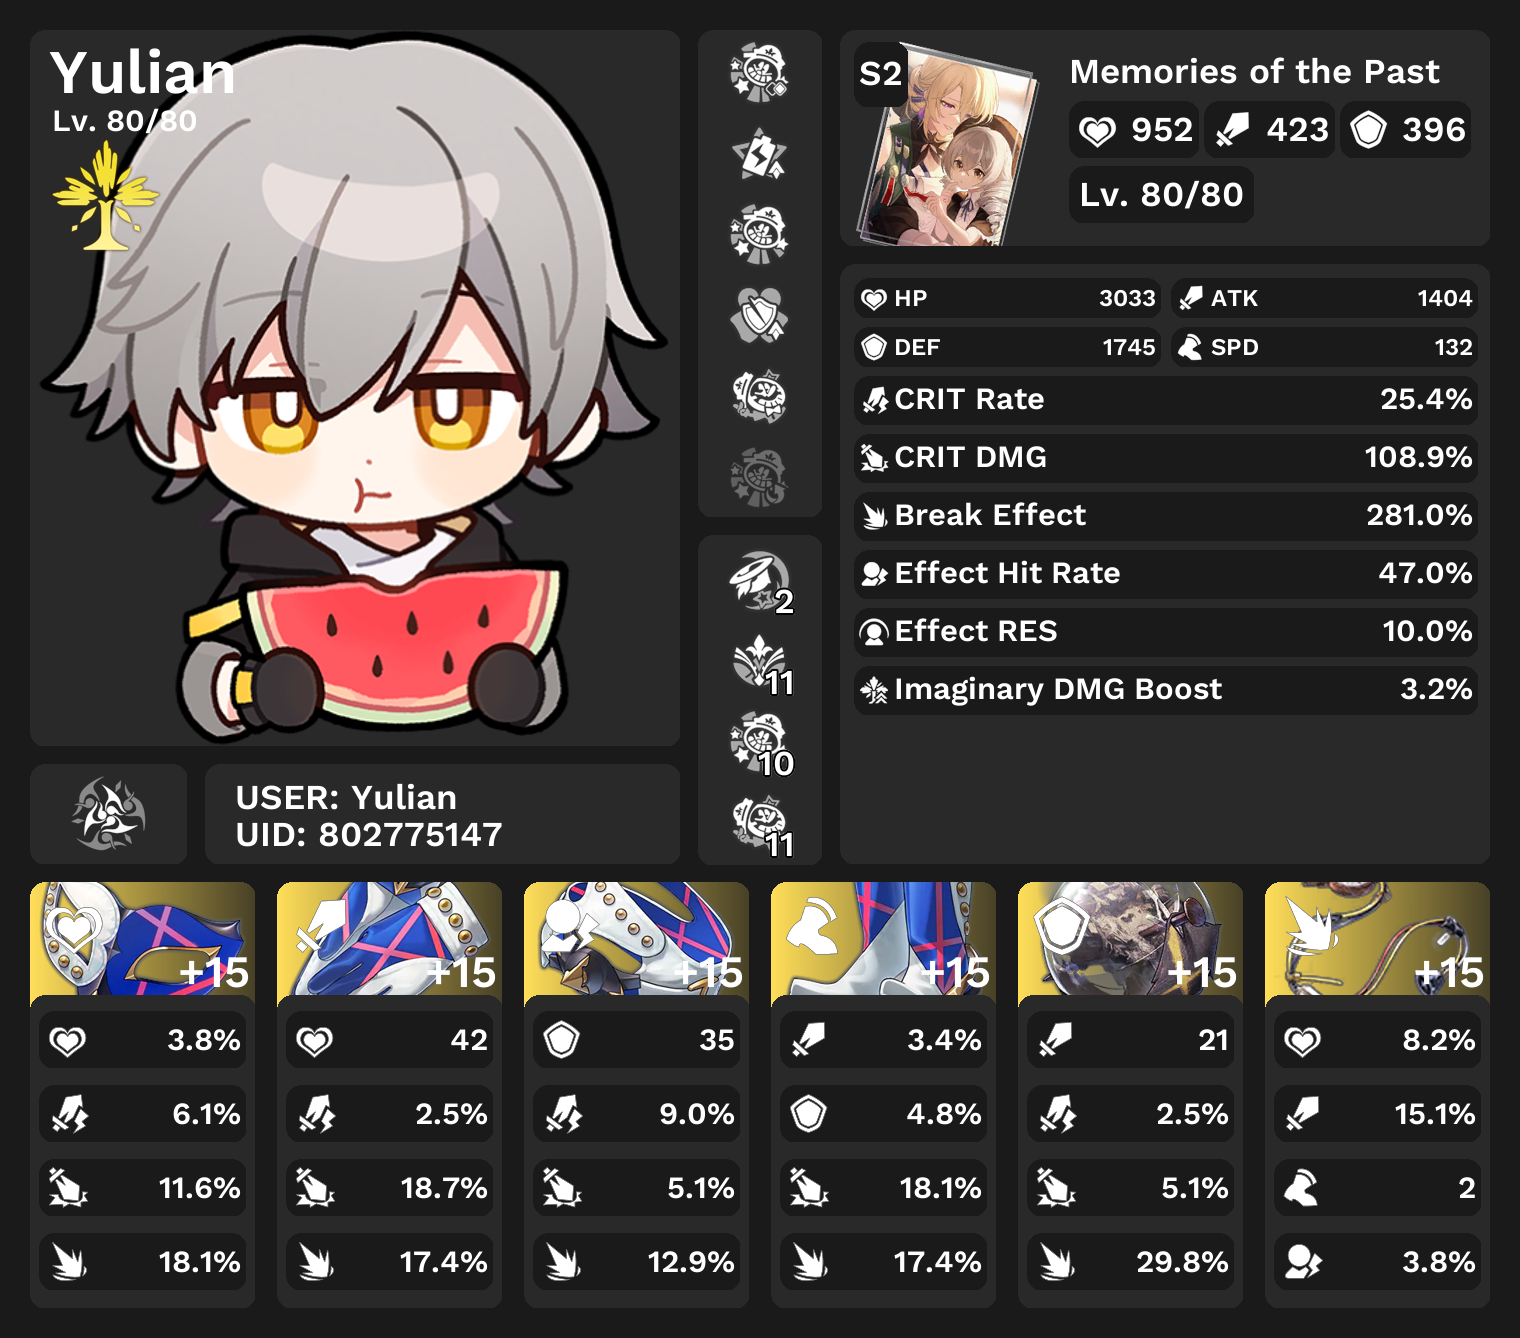 Yulian
Lv. 80/80
S2
Memories of the Past
952 423 396
Lv. 80/80
HP 3033 ATK 1404
DEF 1745 SPD 132
CRIT Rate 25.4%
CRIT DMG 108.9%
Break Effect 281.0%
Effect Hit Rate 47.0%
Effect RES 10.0%
Imaginary DMG Boost 3.2%
2
11
10
11
USER: Yulian
UID: 802775147
+15 +15 +15 +15 +15 +15
3.8% 42 35 3.4% 21 8.2%
6.1% 2.5% 9.0% 4.8% 2.5% 15.1%
11.6% 18.7% 5.1% 18.1% 5.1% 2
18.1% 17.4% 12.9% 17.4% 29.8% 3.8%